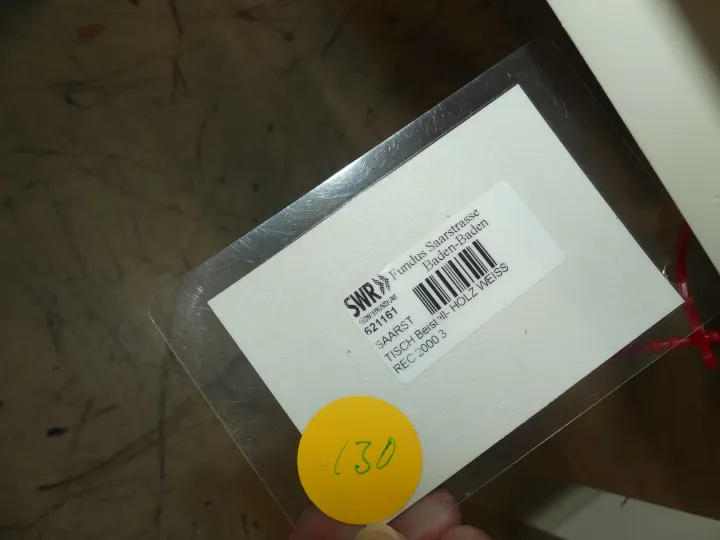 SWR Fundus Saarstrasse
Baden-Baden
621161
SAARST
TISCH Beistell- HOLZ WEISS
REC 2000 3
130